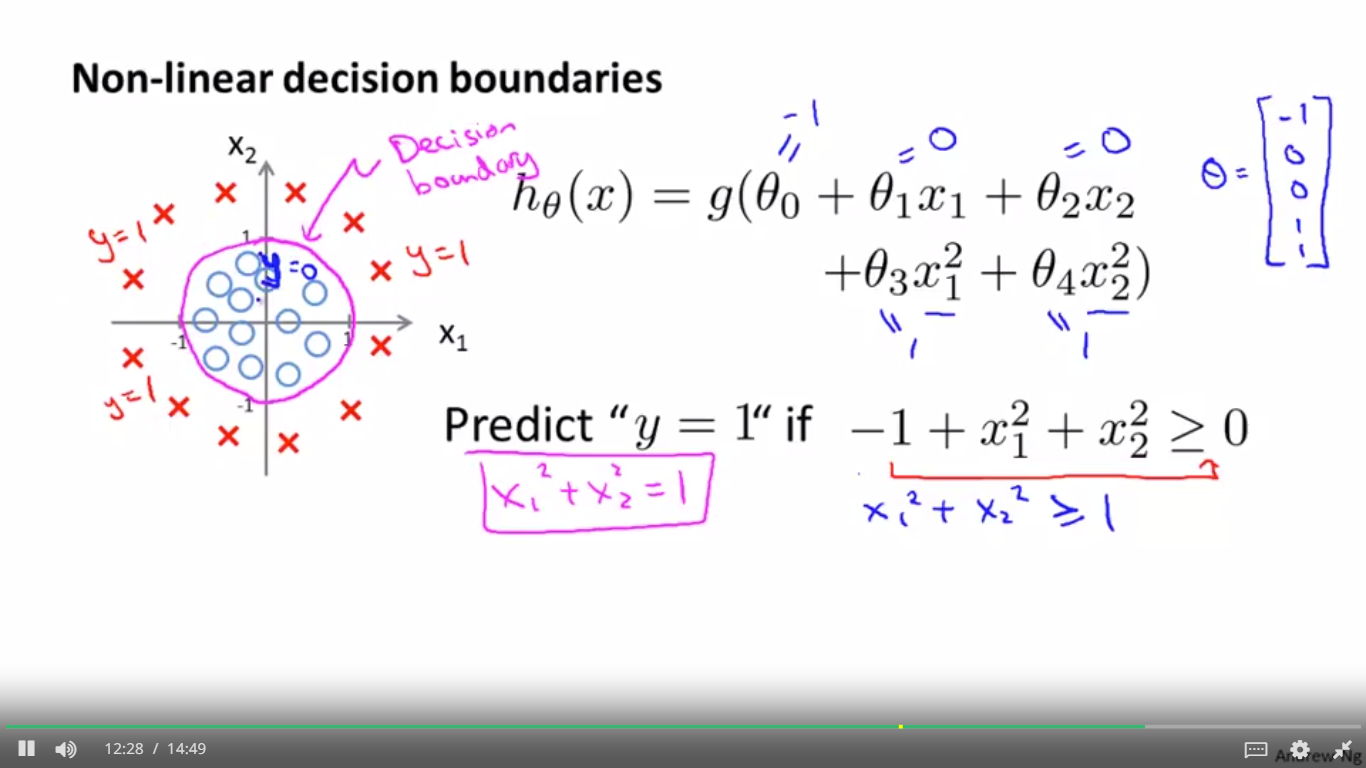 Non-linear decision boundaries
x₂
Decision
boundary
1
y=1
y=1
y=0
-1
1
x₁
y=1
-1
-1
= 0
= 0
hθ(x) = g(θ₀ + θ₁x₁ + θ₂x₂
+θ₃x₁² + θ₄x₂²)
1
1
θ =
-1
0
0
1
1
Predict “y = 1“ if −1 + x₁² + x₂² ≥ 0
x₁² + x₂² = 1
x₁² + x₂² ≥ 1
12:28 / 14:49
Andrew Ng